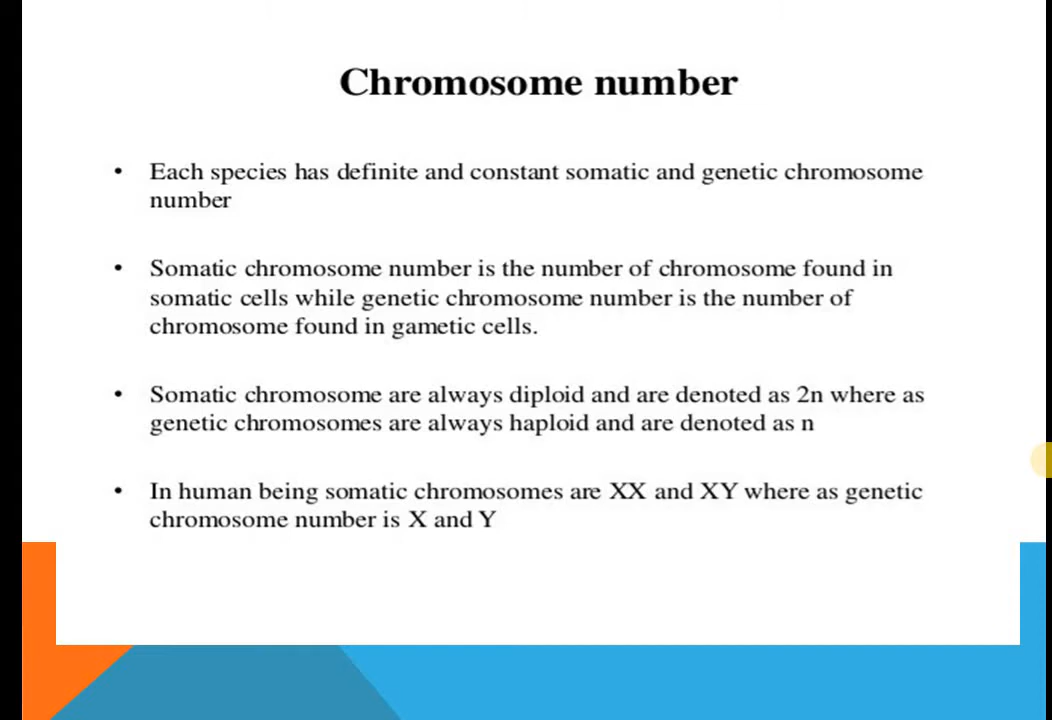 Chromosome number
• Each species has definite and constant somatic and genetic chromosome
number
• Somatic chromosome number is the number of chromosome found in
somatic cells while genetic chromosome number is the number of
chromosome found in gametic cells.
• Somatic chromosome are always diploid and are denoted as 2n where as
genetic chromosomes are always haploid and are denoted as n
• In human being somatic chromosomes are XX and XY where as genetic
chromosome number is X and Y